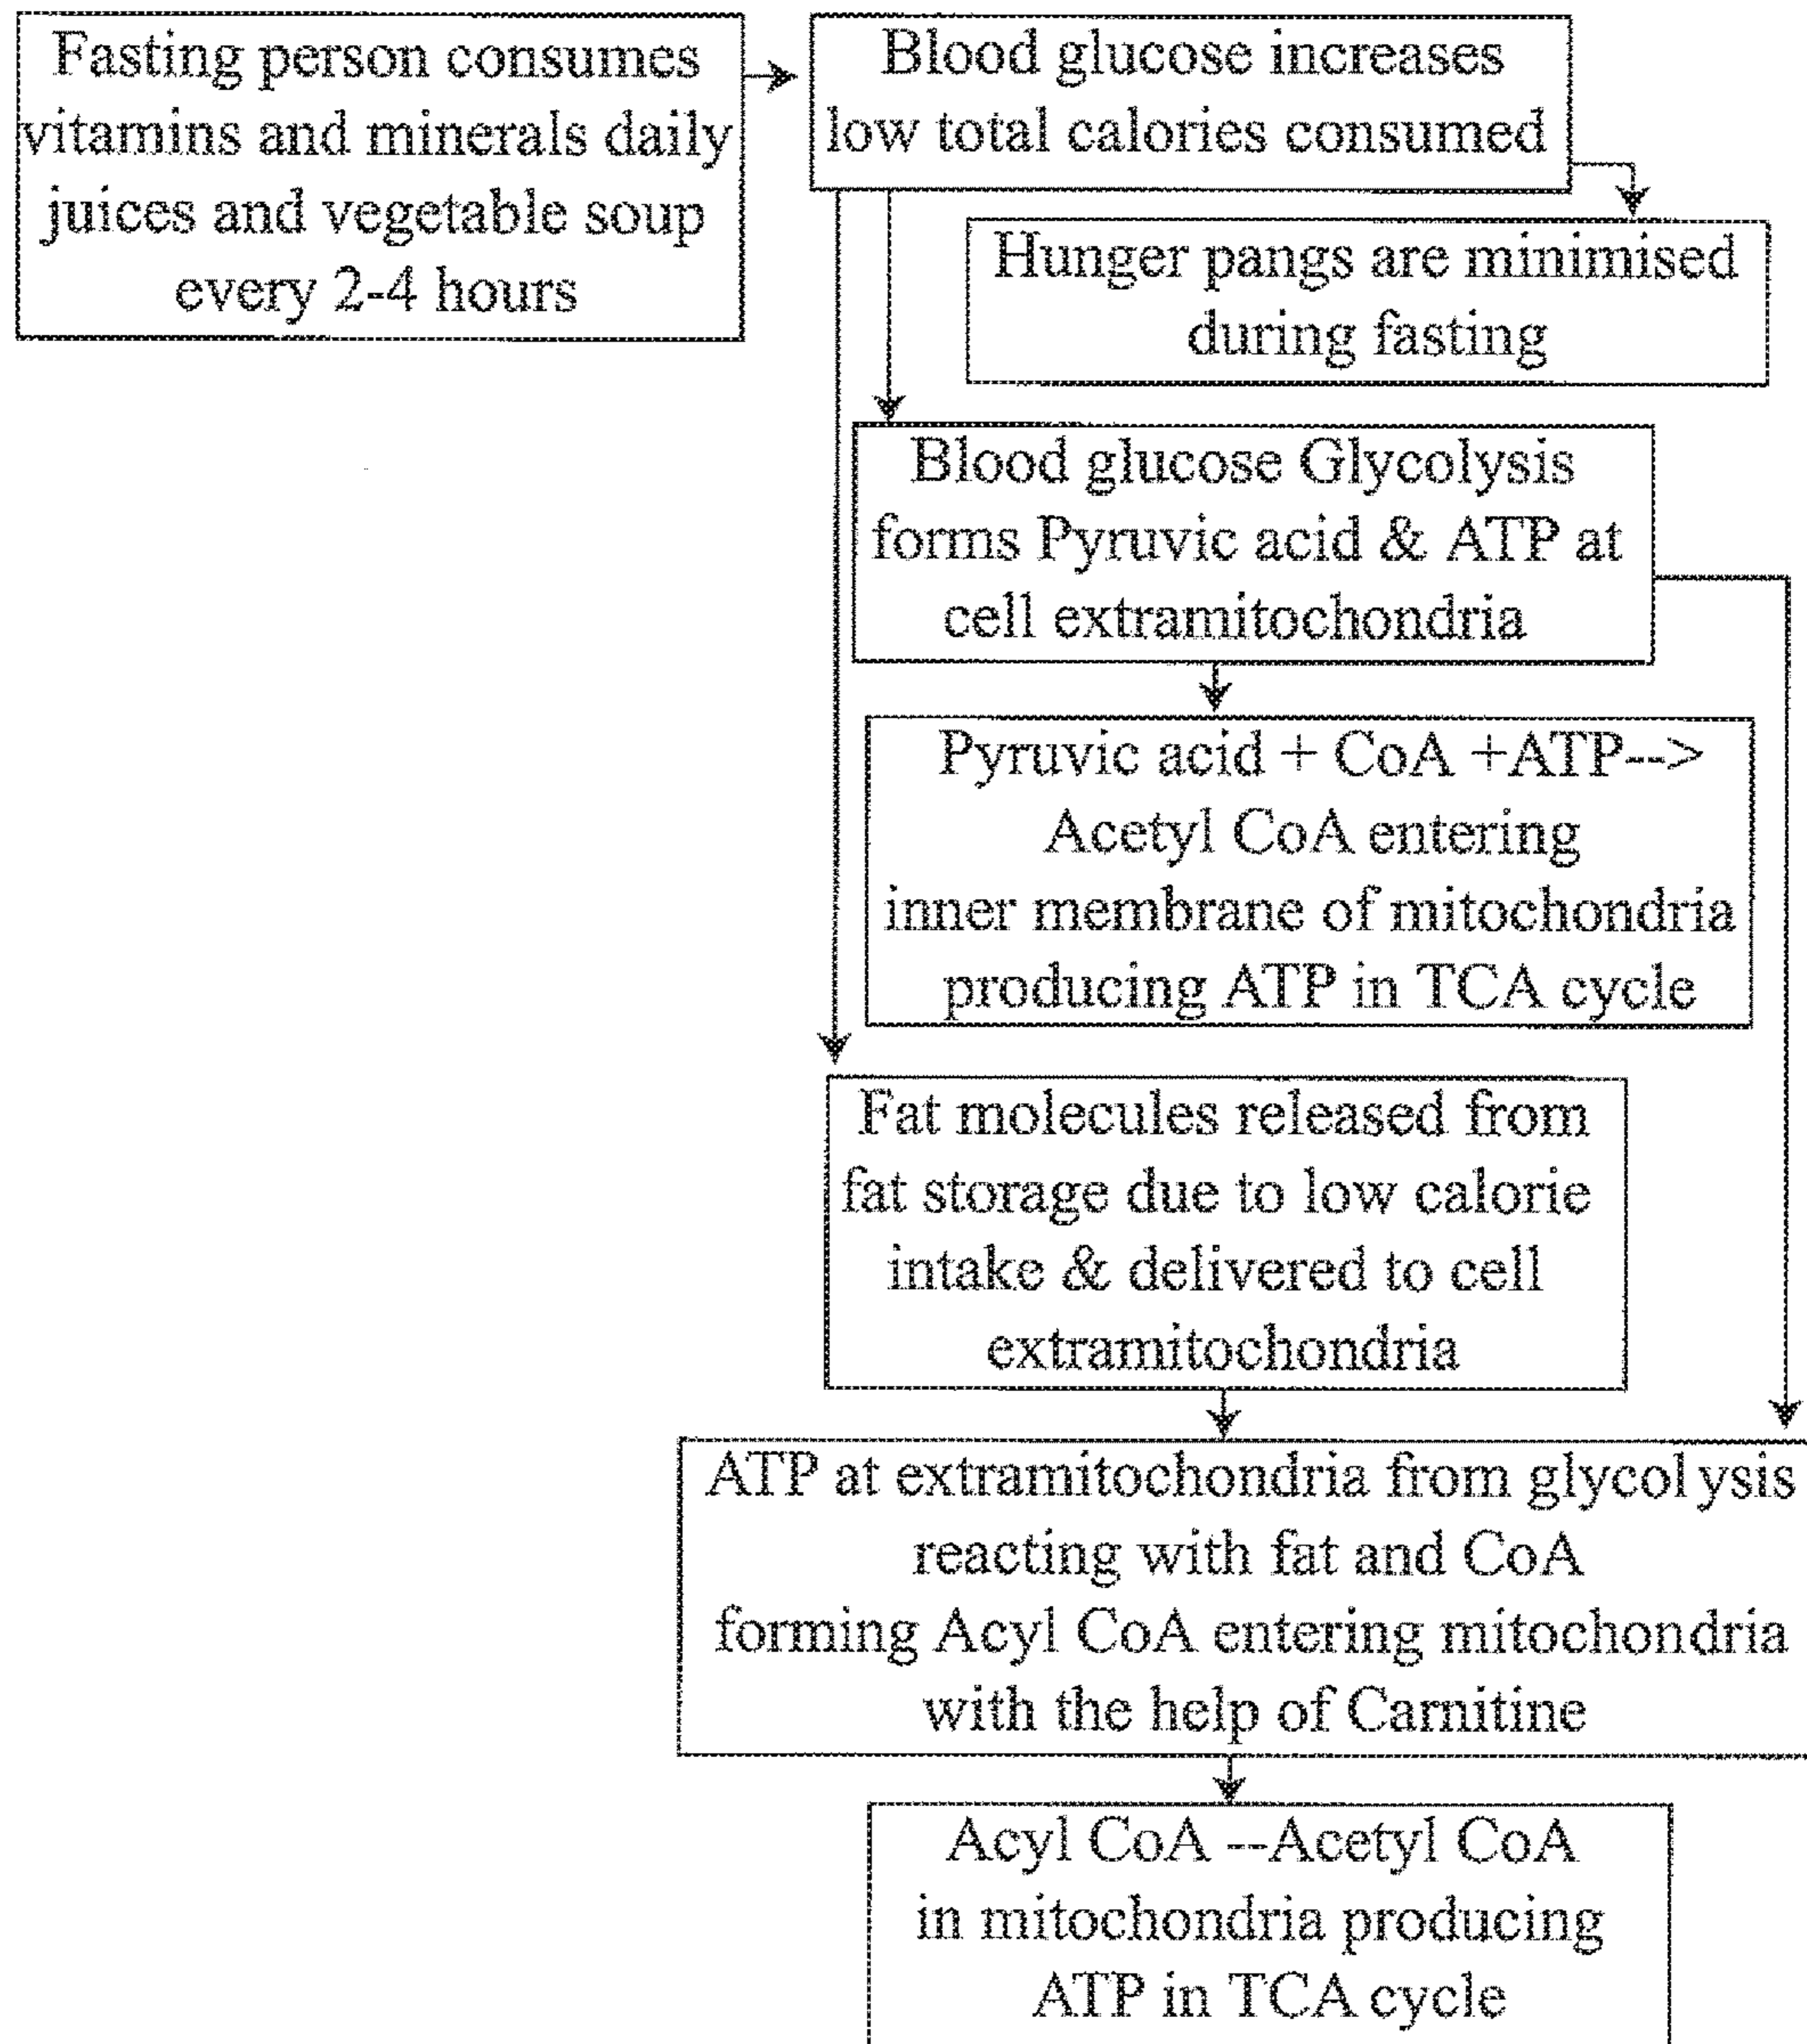 Fasting person consumes
vitamins and minerals daily
juices and vegetable soup
every 2-4 hours
Blood glucose increases
low total calories consumed
Hunger pangs are minimised
during fasting
Blood glucose Glycolysis
forms Pyruvic acid & ATP at
cell extramitochondria
Pyruvic acid + CoA +ATP-->
Acetyl CoA entering
inner membrane of mitochondria
producing ATP in TCA cycle
Fat molecules released from
fat storage due to low calorie
intake & delivered to cell
extramitochondria
ATP at extramitochondria from glycolysis
reacting with fat and CoA
forming Acyl CoA entering mitochondria
with the help of Carnitine
Acyl CoA --Acetyl CoA
in mitochondria producing
ATP in TCA cycle